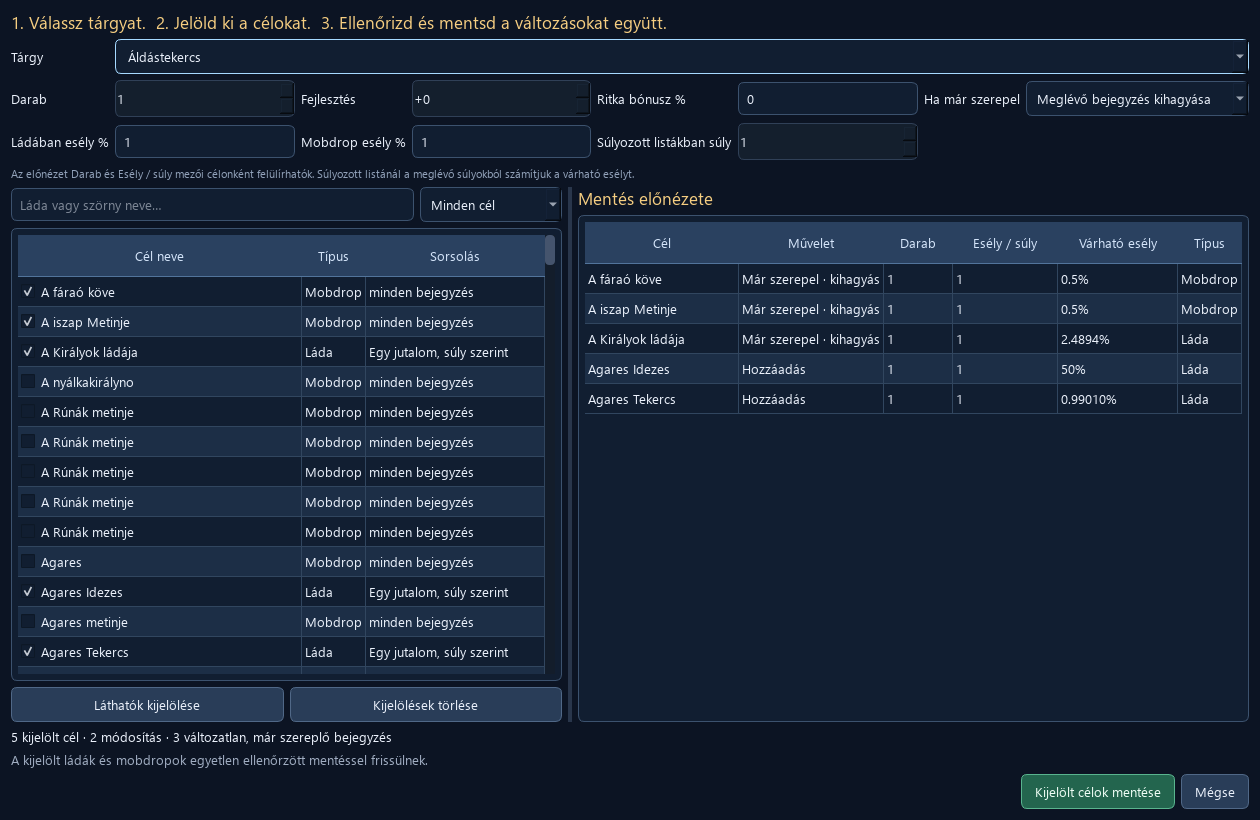 1. Válassz tárgyat.  2. Jelöld ki a célokat.  3. Ellenőrizd és mentsd a változásokat együtt.
Tárgy Áldástekercs
Darab 1 Fejlesztés +0 Ritka bónusz % 0 Ha már szerepel Meglévő bejegyzés kihagyása
Ládában esély % 1 Mobdrop esély % 1 Súlyozott listákban súly 1
Az előnézet Darab és Esély / súly mezői célonként felülírhatók. Súlyozott listánál a meglévő súlyokból számítjuk a várható esélyt.
Láda vagy szörny neve... Minden cél
Cél neve Típus Sorsolás
A fáraó köve Mobdrop minden bejegyzés
A iszap Metinje Mobdrop minden bejegyzés
A Királyok ládája Láda Egy jutalom, súly szerint
A nyálkakirályno Mobdrop minden bejegyzés
A Rúnák metinje Mobdrop minden bejegyzés
A Rúnák metinje Mobdrop minden bejegyzés
A Rúnák metinje Mobdrop minden bejegyzés
A Rúnák metinje Mobdrop minden bejegyzés
A Rúnák metinje Mobdrop minden bejegyzés
Agares Mobdrop minden bejegyzés
Agares Idezes Láda Egy jutalom, súly szerint
Agares metinje Mobdrop minden bejegyzés
Agares Tekercs Láda Egy jutalom, súly szerint
Láthatók kijelölése Kijelölések törlése
Mentés előnézete
Cél Művelet Darab Esély / súly Várható esély Típus
A fáraó köve Már szerepel · kihagyás 1 1 0.5% Mobdrop
A iszap Metinje Már szerepel · kihagyás 1 1 0.5% Mobdrop
A Királyok ládája Már szerepel · kihagyás 1 1 2.4894% Láda
Agares Idezes Hozzáadás 1 1 50% Láda
Agares Tekercs Hozzáadás 1 1 0.99010% Láda
5 kijelölt cél · 2 módosítás · 3 változatlan, már szereplő bejegyzés
A kijelölt ládák és mobdropok egyetlen ellenőrzött mentéssel frissülnek.
Kijelölt célok mentése Mégse